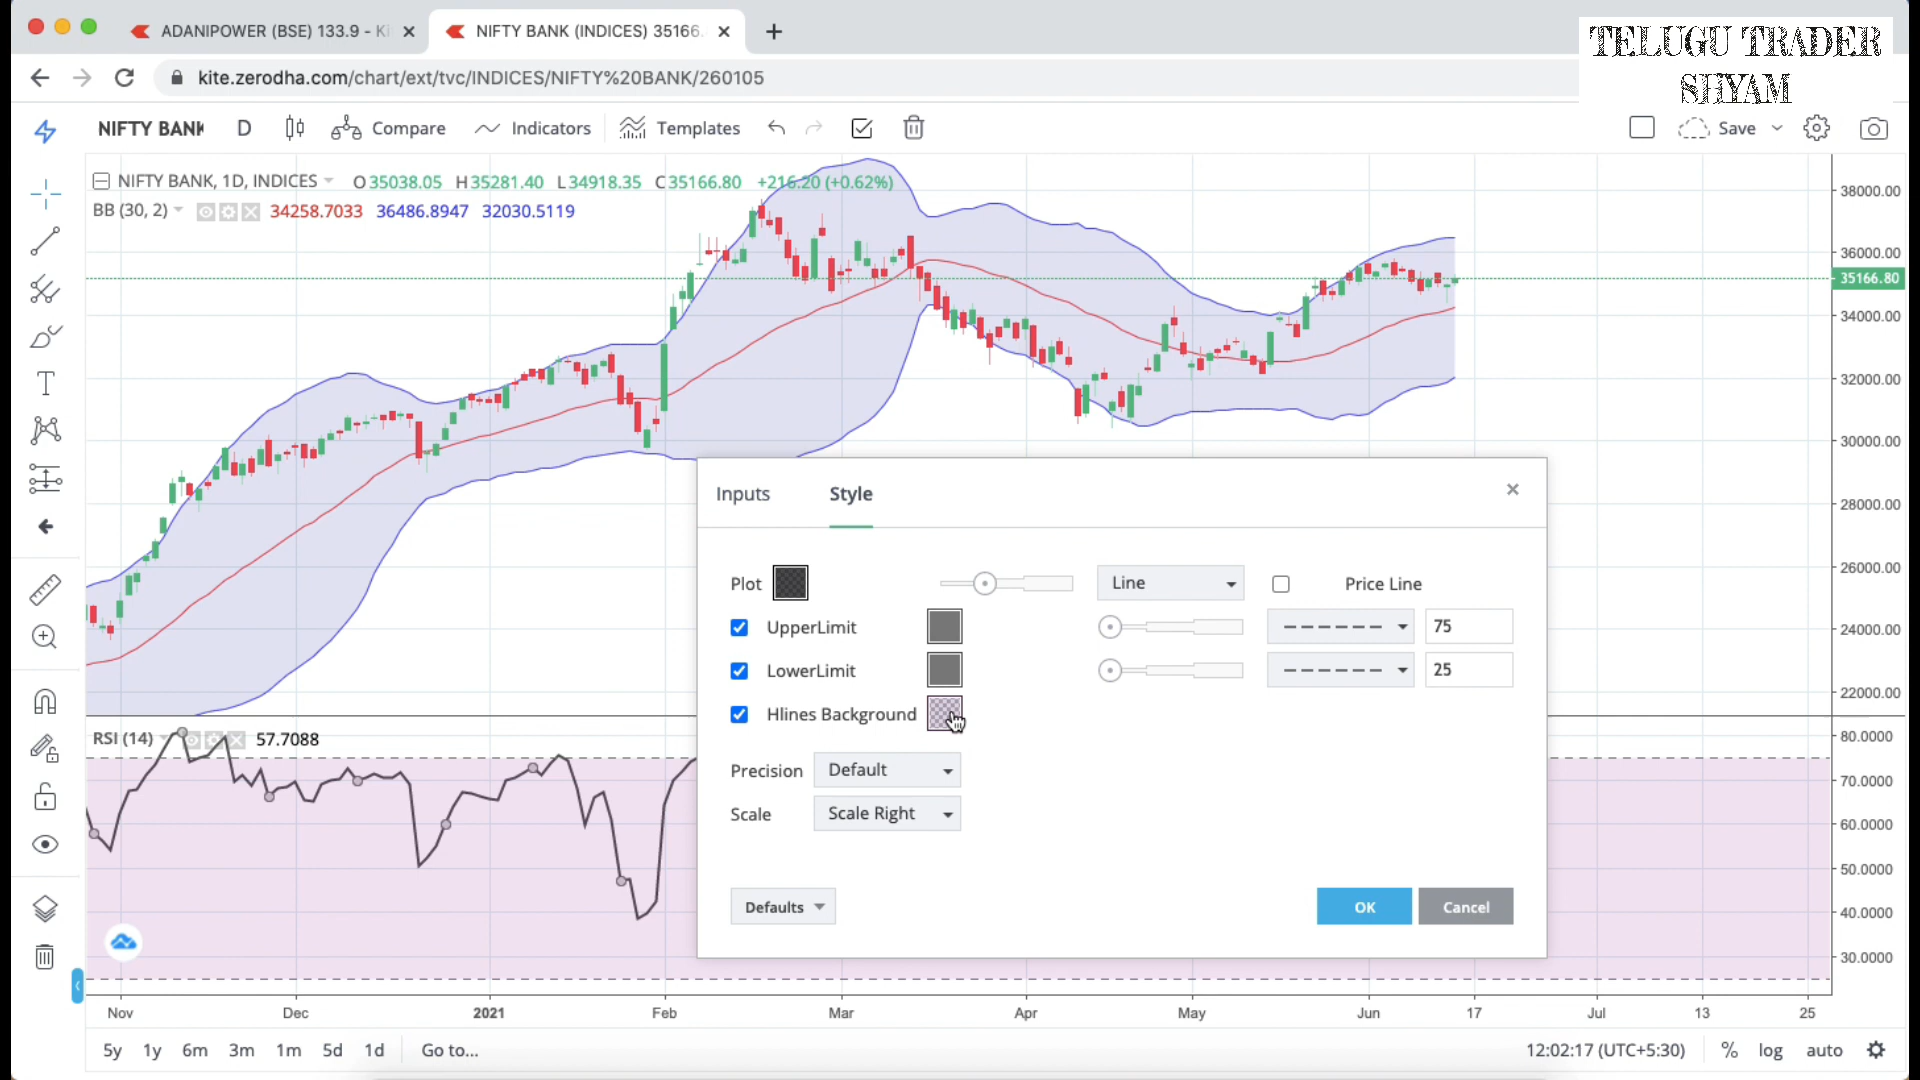 ADANIPOWER (BSE) 133.9 - Ki
NIFTY BANK (INDICES) 35166.
TELUGU TRADER
SHYAM
kite.zerodha.com/chart/ext/tvc/INDICES/NIFTY%20BANK/260105
NIFTY BANK D Compare Indicators Templates Save
NIFTY BANK, 1D, INDICES O35038.05 H35281.40 L34918.35 C35166.80 +216.20 (+0.62%)
BB (30, 2) 34258.7033 36486.8947 32030.5119
38000.00
36000.00
35166.80
34000.00
32000.00
30000.00
28000.00
26000.00
24000.00
22000.00
Inputs Style
Plot Line Price Line
UpperLimit 75
LowerLimit 25
Hlines Background
Precision Default
Scale Scale Right
Defaults OK Cancel
RSI (14) 57.7088
80.0000
70.0000
60.0000
50.0000
40.0000
30.0000
Nov Dec 2021 Feb Mar Apr May Jun 17 Jul 13 25
5y 1y 6m 3m 1m 5d 1d Go to... 12:02:17 (UTC+5:30) % log auto